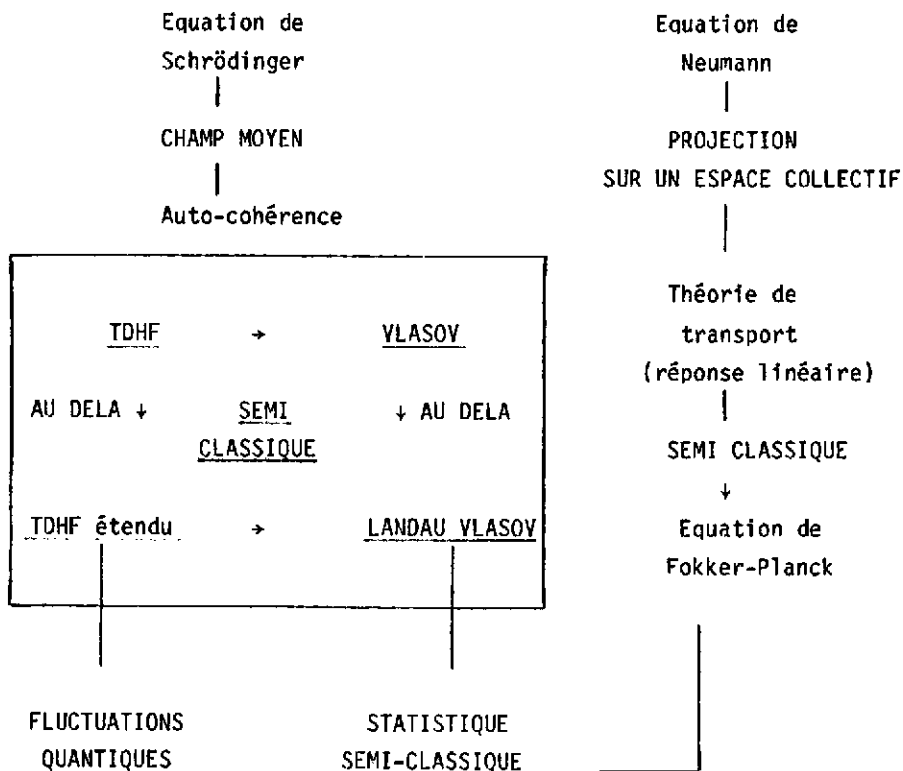 Equation de
Schrödinger
CHAMP MOYEN
Auto-cohérence
TDHF → VLASOV
AU DELA ↓ SEMI ↓ AU DELA
CLASSIQUE
TDHF étendu → LANDAU VLASOV
FLUCTUATIONS
QUANTIQUES
STATISTIQUE
SEMI-CLASSIQUE
Equation de
Neumann
PROJECTION
SUR UN ESPACE COLLECTIF
Théorie de
transport
(réponse linéaire)
SEMI CLASSIQUE
↓
Equation de
Fokker-Planck